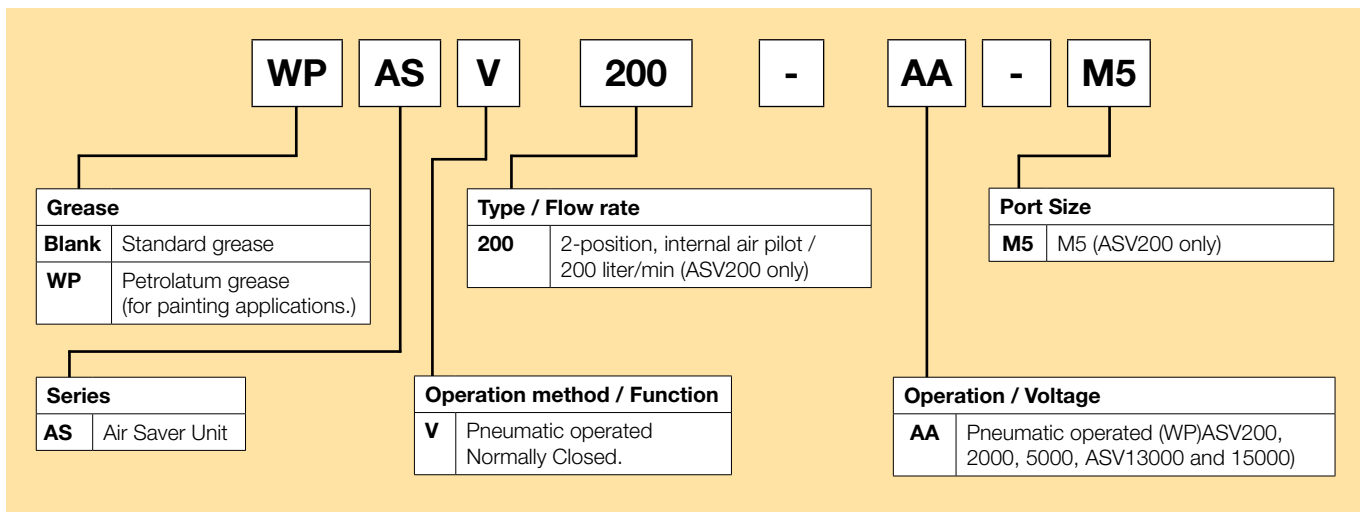 WP AS V 200 - AA - M5
Grease
Blank Standard grease
WP Petrolatum grease
(for painting applications.)
Type / Flow rate
200 2-position, internal air pilot /
200 liter/min (ASV200 only)
Port Size
M5 M5 (ASV200 only)
Series
AS Air Saver Unit
Operation method / Function
V Pneumatic operated
Normally Closed.
Operation / Voltage
AA Pneumatic operated (WP)ASV200,
2000, 5000, ASV13000 and 15000)